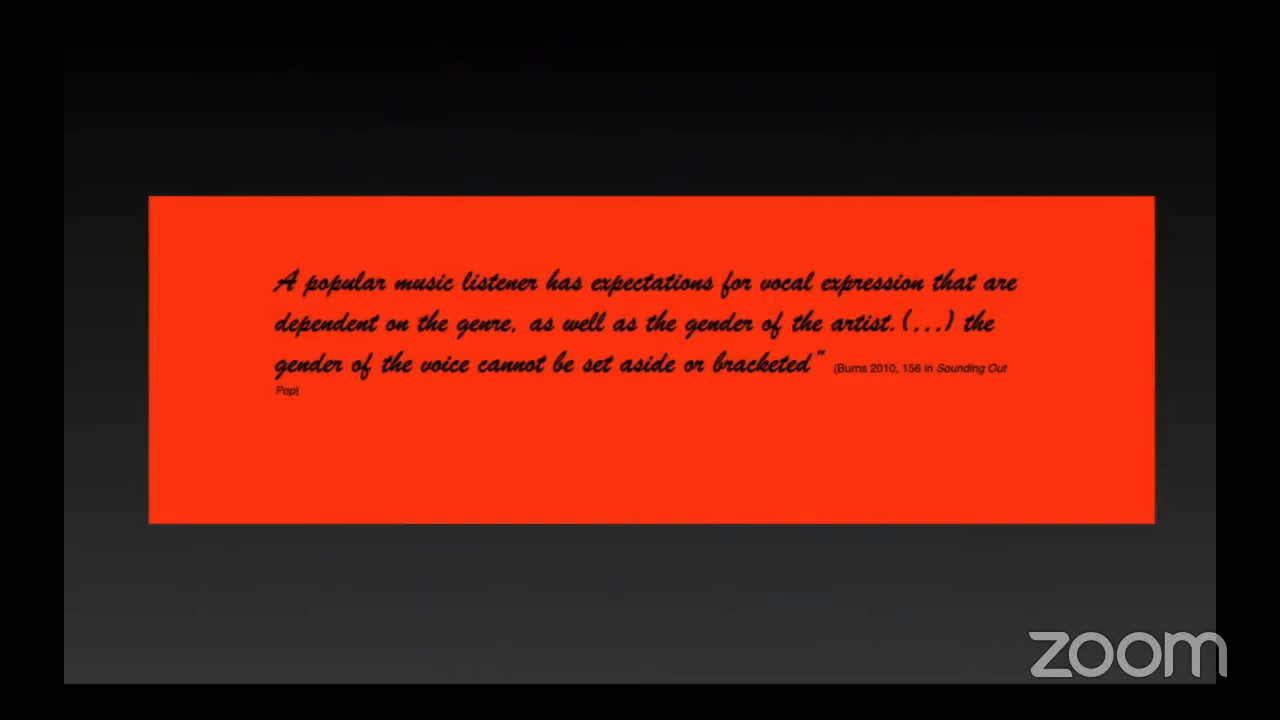 A popular music listener has expectations for vocal expression that are
dependent on the genre, as well as the gender of the artist. (...) the
gender of the voice cannot be set aside or bracketed" (Burns 2010, 156 in Sounding Out
Pop)
zoom